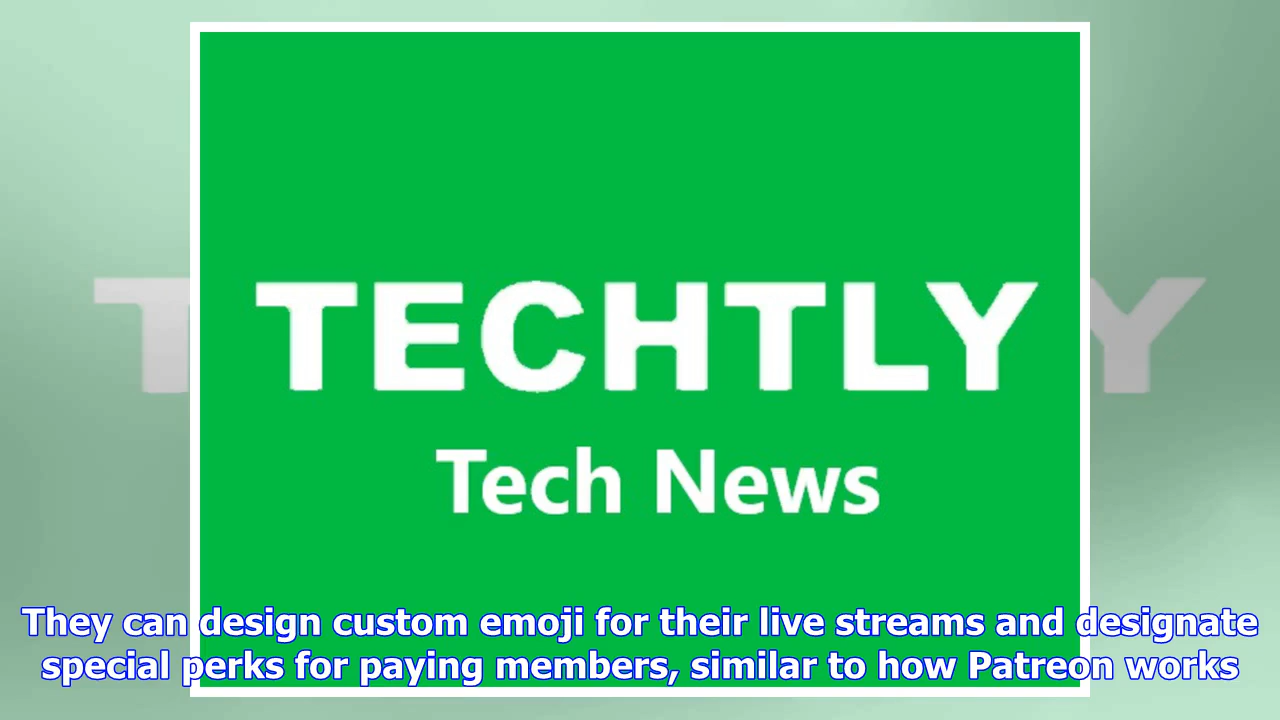 TECHTLY
Tech News
They can design custom emoji for their live streams and designate
special perks for paying members, similar to how Patreon works